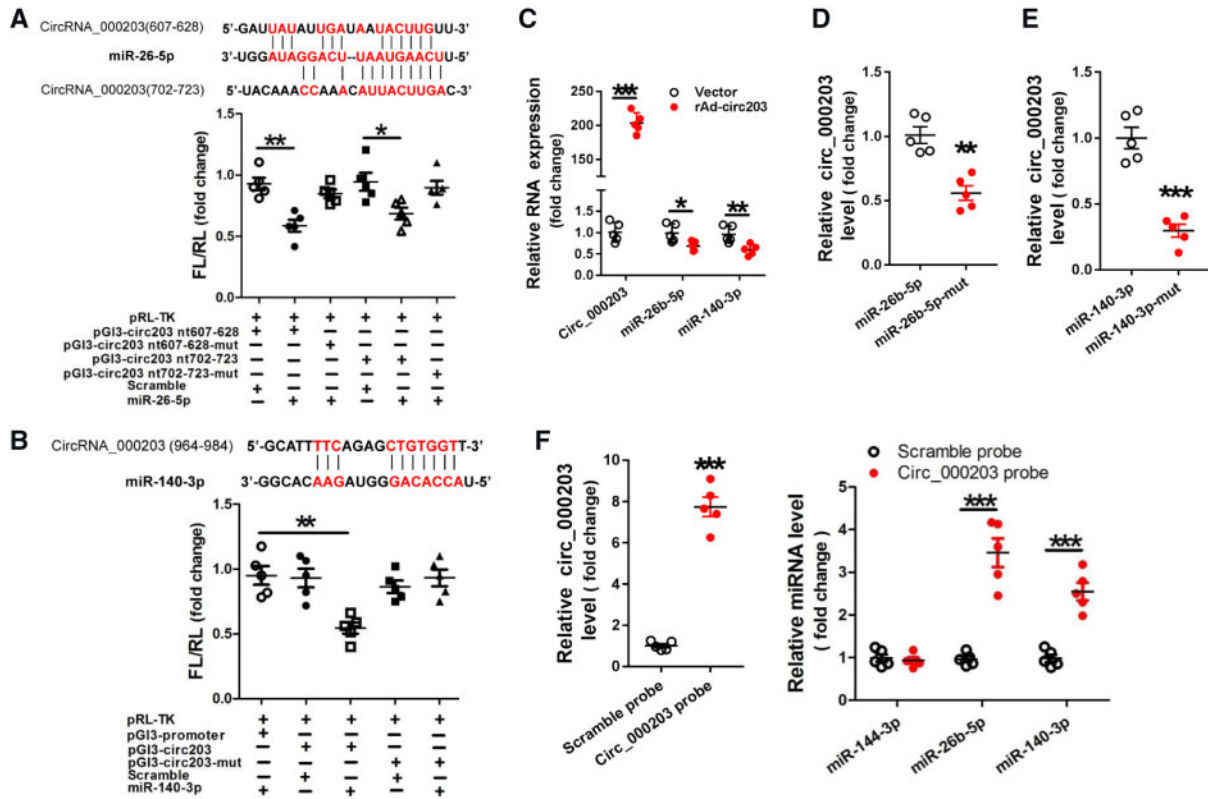 A
CircRNA_000203(607-628) 5'-GAUUAUAUUGAUAAUACUUGUU-3'
miR-26-5p 3'-UGGAUAGGACU--UAAUGAACUU-5'
CircRNA_000203(702-723) 5'-UACAAACCAAACAUUACUUGAC-3'
FL/RL (fold change)
1.5
1.0
0.5
0.0
**
*
pRL-TK + + + + + +
pGl3-circ203 nt607-628 + + — — — —
pGl3-circ203 nt607-628-mut — — + — — —
pGl3-circ203 nt702-723 — — — + + —
pGl3-circ203 nt702-723-mut — — — — — +
Scramble + — — + — —
miR-26-5p — + + — + +
B
CircRNA_000203 (964-984) 5'-GCATTTTCAGAGCTGTGGTT-3'
miR-140-3p 3'-GGCACAAGAUGGGACACCAU-5'
FL/RL (fold change)
1.5
1.0
0.5
0.0
**
pRL-TK + + + + +
pGl3-promoter + — — — —
pGl3-circ203 — + + — —
pGl3-circ203-mut — — — + +
Scramble — + — + —
miR-140-3p + — + — +
C
Relative RNA expression
(fold change)
250
200
150
100
1.5
1.0
0.5
0.0
***
*
**
Vector
rAd-circ203
Circ_000203
miR-26b-5p
miR-140-3p
D
Relative circ_000203
level ( fold change)
1.5
1.0
0.5
0.0
**
miR-26b-5p
miR-26b-5p-mut
E
Relative circ_000203
level ( fold change)
1.5
1.0
0.5
0.0
***
miR-140-3p
miR-140-3p-mut
F
Relative circ_000203
level ( fold change)
10
8
6
4
2
0
***
Scramble probe
Circ_000203 probe
Relative miRNA level
( fold change )
5
4
3
2
1
0
Scramble probe
Circ_000203 probe
***
***
miR-144-3p
miR-26b-5p
miR-140-3p